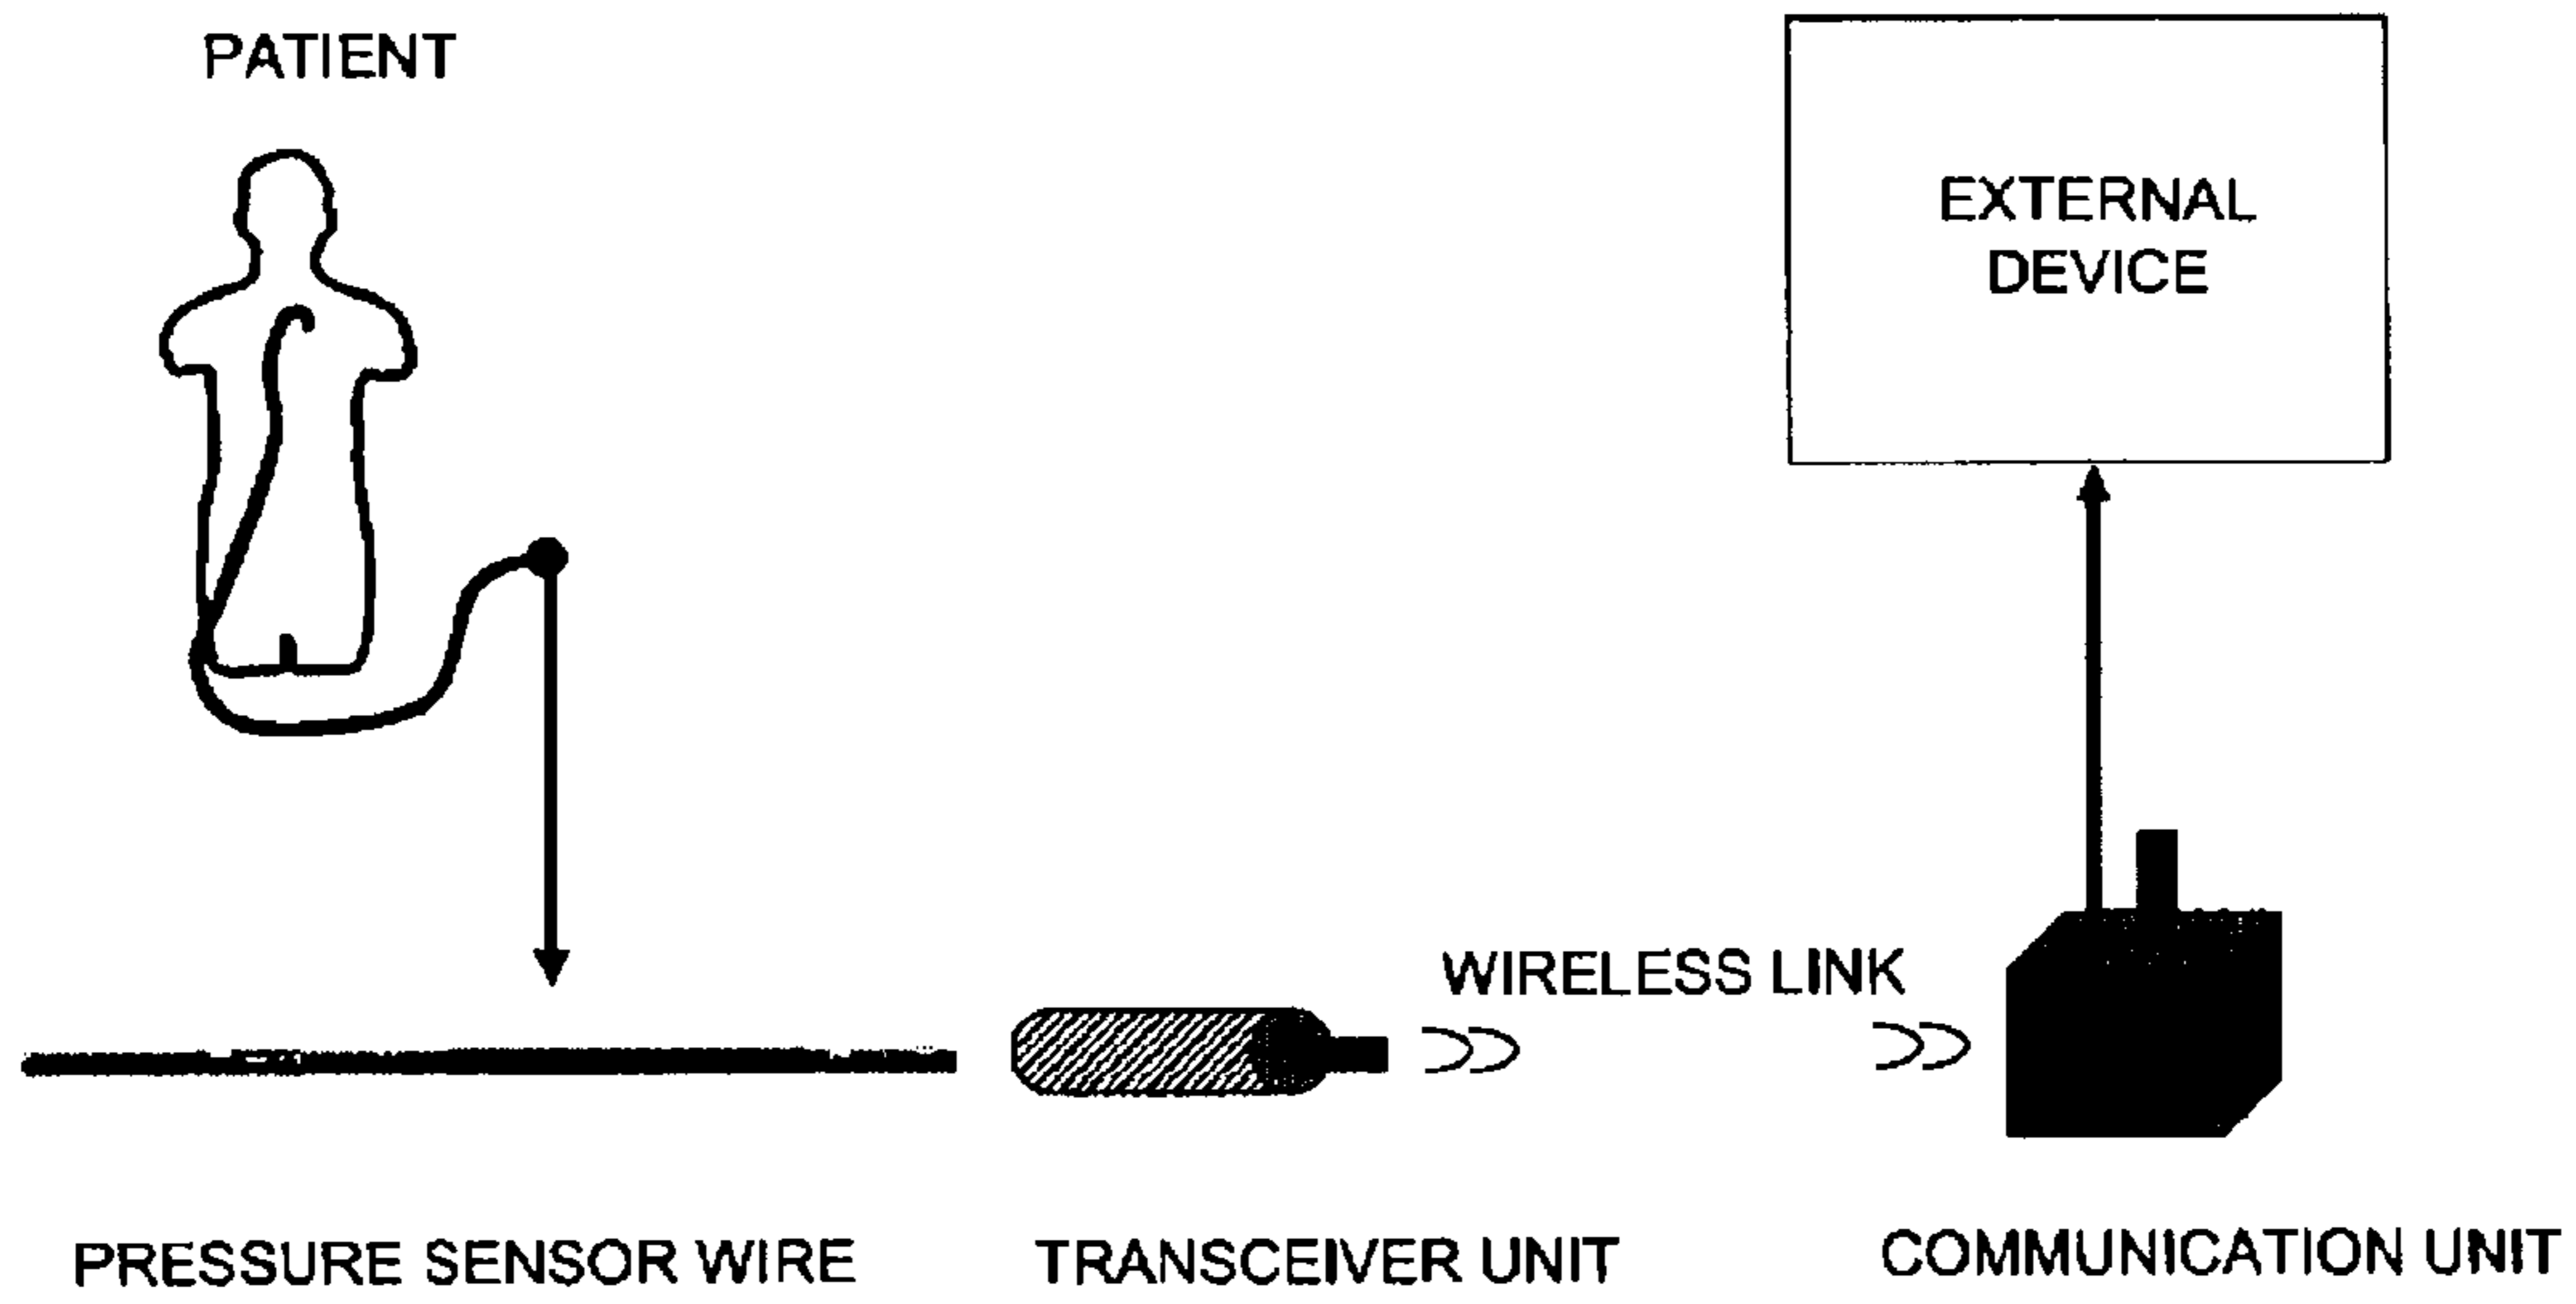 PATIENT
EXTERNAL
DEVICE
WIRELESS LINK
PRESSURE SENSOR WIRE
TRANSCEIVER UNIT
COMMUNICATION UNIT